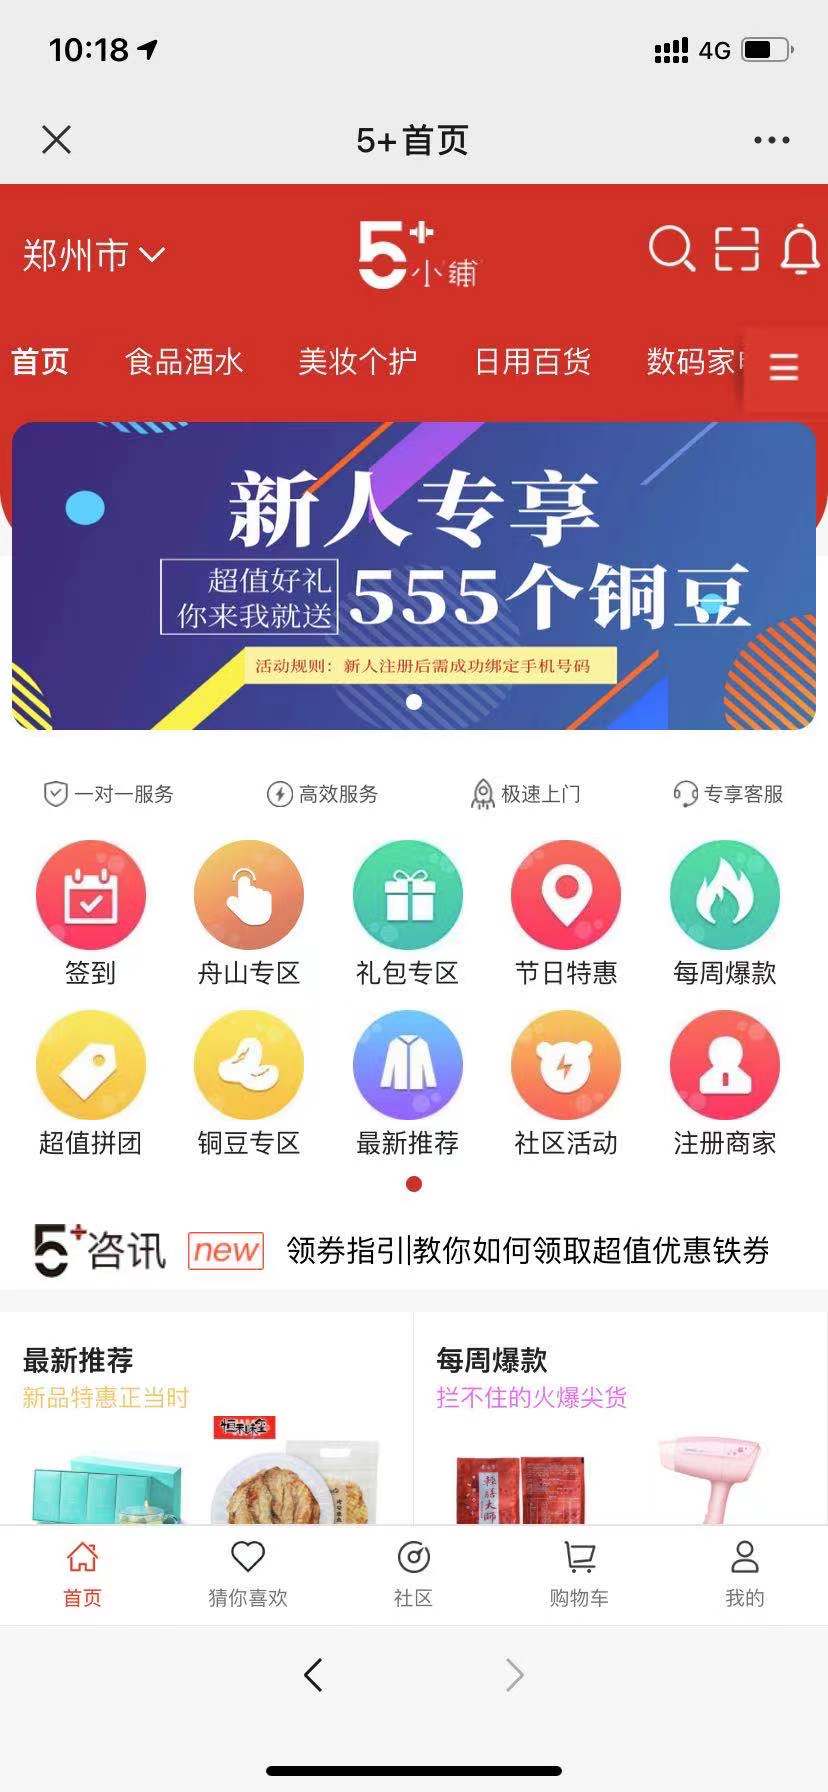 10:18
4G
5+首页
郑州市
5+小铺
首页 食品酒水 美妆个护 日用百货 数码家
新人专享
超值好礼
你来我就送
555个铜豆
活动规则：新人注册后需成功绑定手机号码
一对一服务 高效服务 极速上门 专享客服
签到 舟山专区 礼包专区 节日特惠 每周爆款
超值拼团 铜豆专区 最新推荐 社区活动 注册商家
5+咨讯 new 领券指引|教你如何领取超值优惠铁券
最新推荐
新品特惠正当时
每周爆款
拦不住的火爆尖货
首页 猜你喜欢 社区 购物车 我的